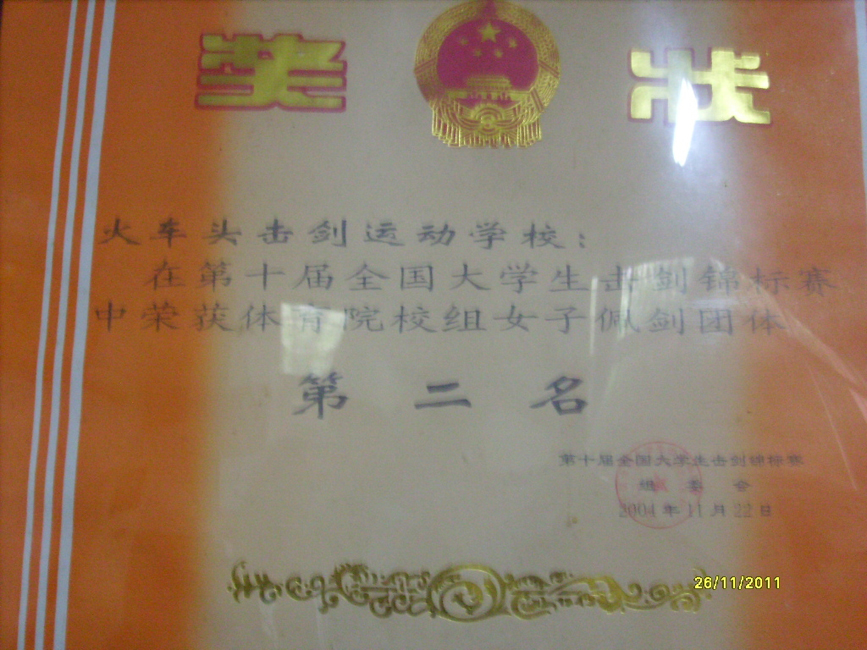 奖 状
火车头击剑运动学校：
在第十届全国大学生击剑锦标赛
中荣获体育院校组女子佩剑团体
第二名
第十届全国大学生击剑锦标赛
组委会
2004年11月22日
26/11/2011